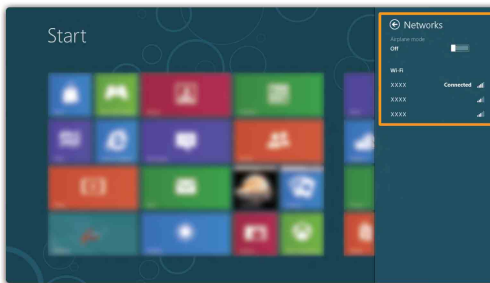 Start
Networks
Airplane mode
Off
Wi-Fi
XXXX Connected
XXXX
XXXX